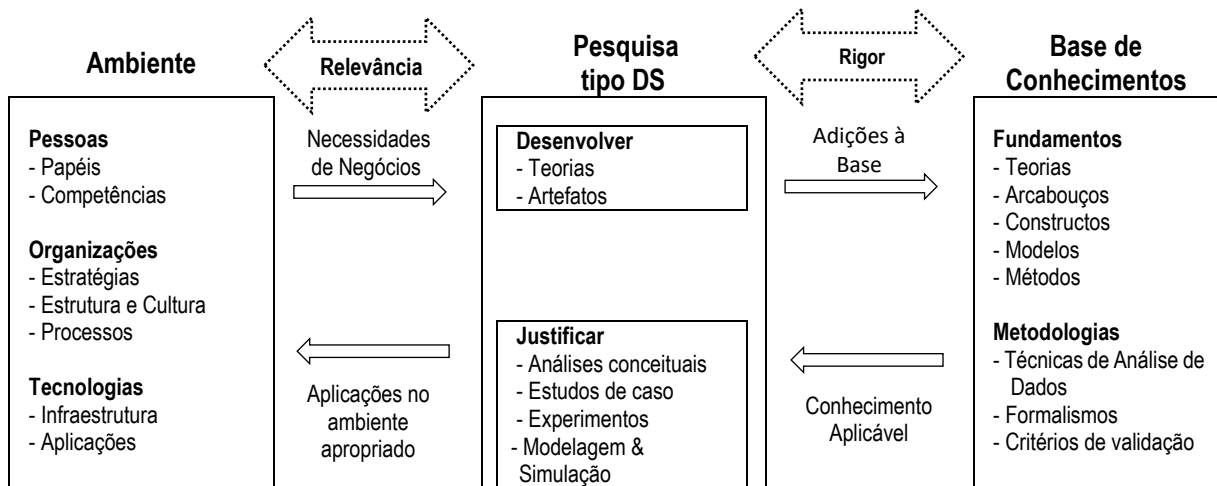 Ambiente
Relevância
Pesquisa
tipo DS
Rigor
Base de
Conhecimentos
Pessoas
- Papéis
- Competências
Organizações
- Estratégias
- Estrutura e Cultura
- Processos
Tecnologias
- Infraestrutura
- Aplicações
Necessidades
de Negócios
Aplicações no
ambiente
apropriado
Desenvolver
- Teorias
- Artefatos
Justificar
- Análises conceituais
- Estudos de caso
- Experimentos
- Modelagem &
Simulação
Adições à
Base
Conhecimento
Aplicável
Fundamentos
- Teorias
- Arcabouços
- Constructos
- Modelos
- Métodos
Metodologias
- Técnicas de Análise de
Dados
- Formalismos
- Critérios de validação